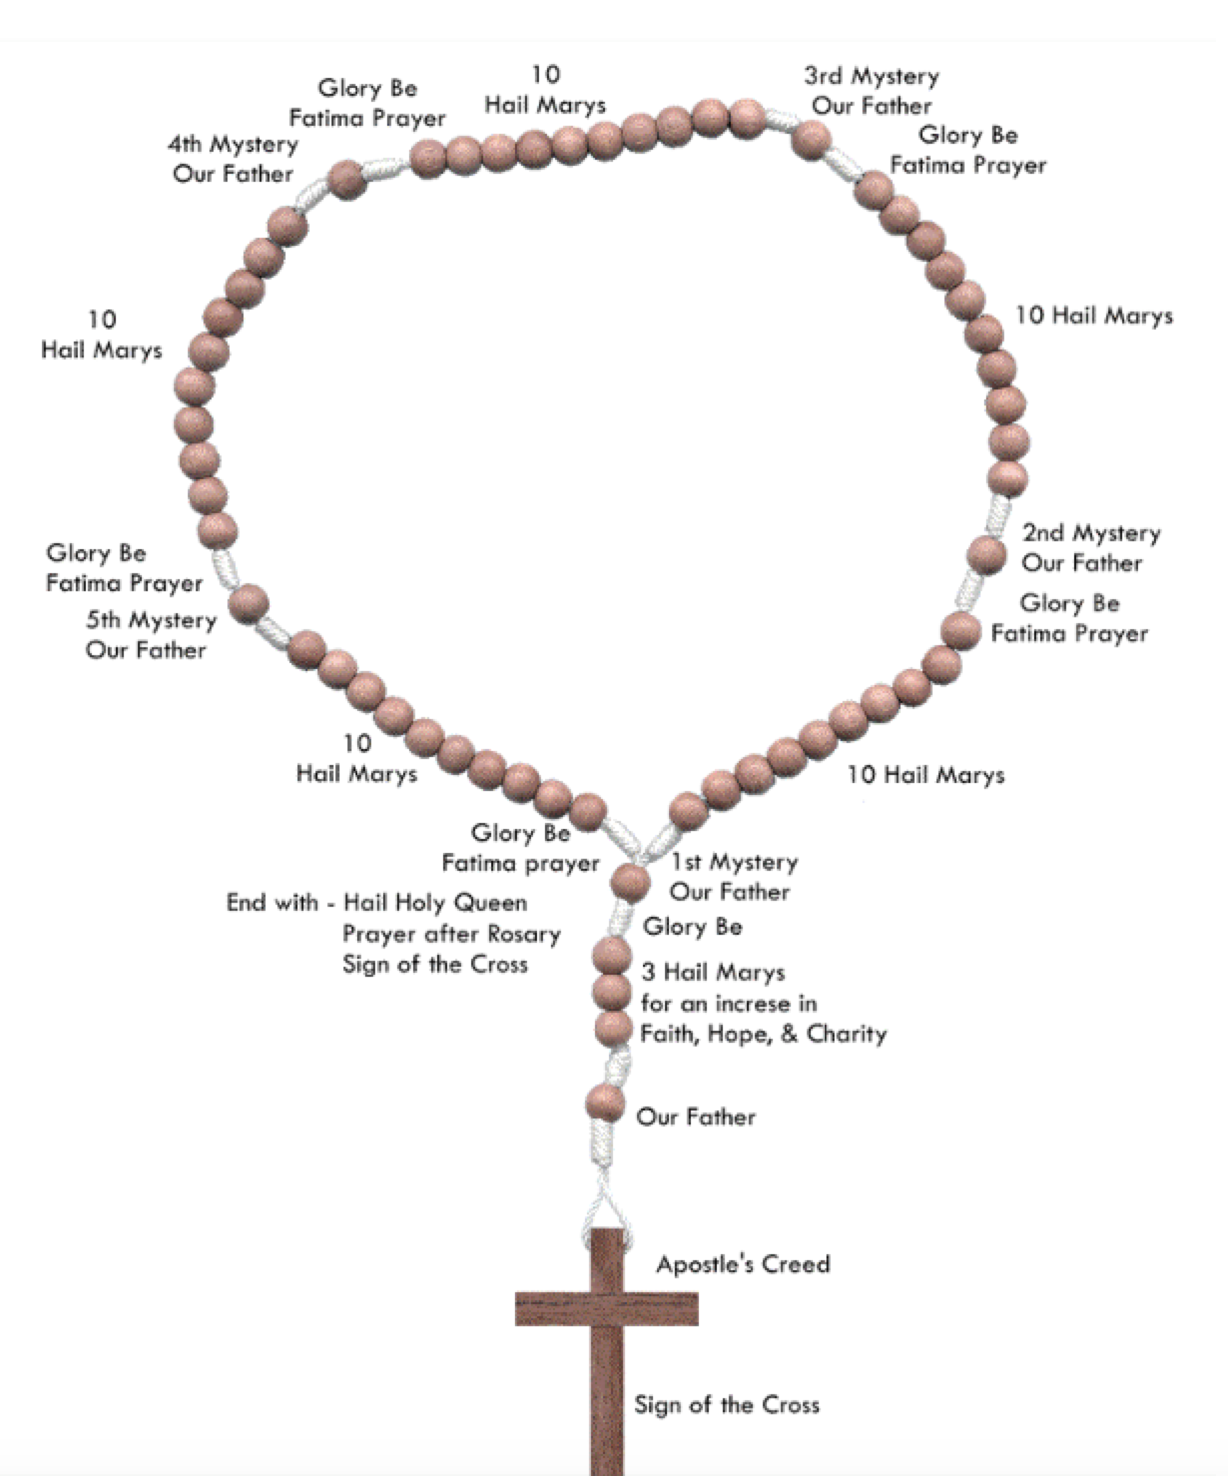 10
Hail Marys
3rd Mystery
Our Father
Glory Be
Fatima Prayer
4th Mystery
Our Father
Glory Be
Fatima Prayer
10 Hail Marys
10
Hail Marys
2nd Mystery
Our Father
Glory Be
Fatima Prayer
Glory Be
Fatima Prayer
5th Mystery
Our Father
10
Hail Marys
10 Hail Marys
Glory Be
Fatima prayer
1st Mystery
Our Father
End with - Hail Holy Queen
Prayer after Rosary
Sign of the Cross
Glory Be
3 Hail Marys
for an increse in
Faith, Hope, & Charity
Our Father
Apostle's Creed
Sign of the Cross